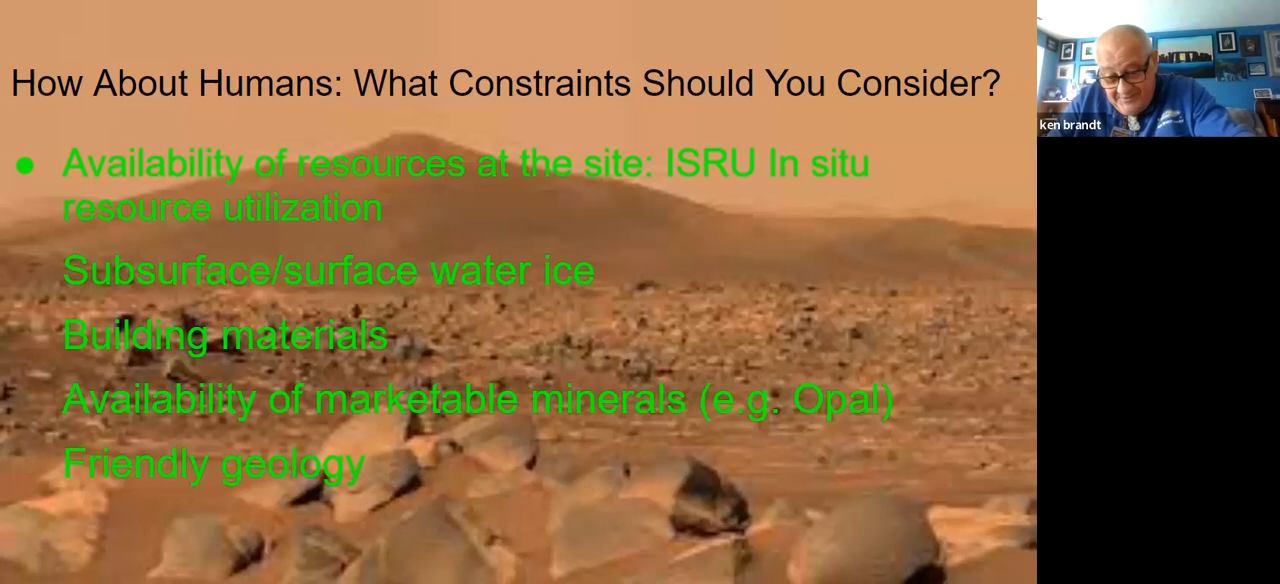 How About Humans: What Constraints Should You Consider?
● Availability of resources at the site: ISRU In situ
resource utilization
Subsurface/surface water ice
Building materials
Availability of marketable minerals (e.g. Opal)
Friendly geology
ken brandt